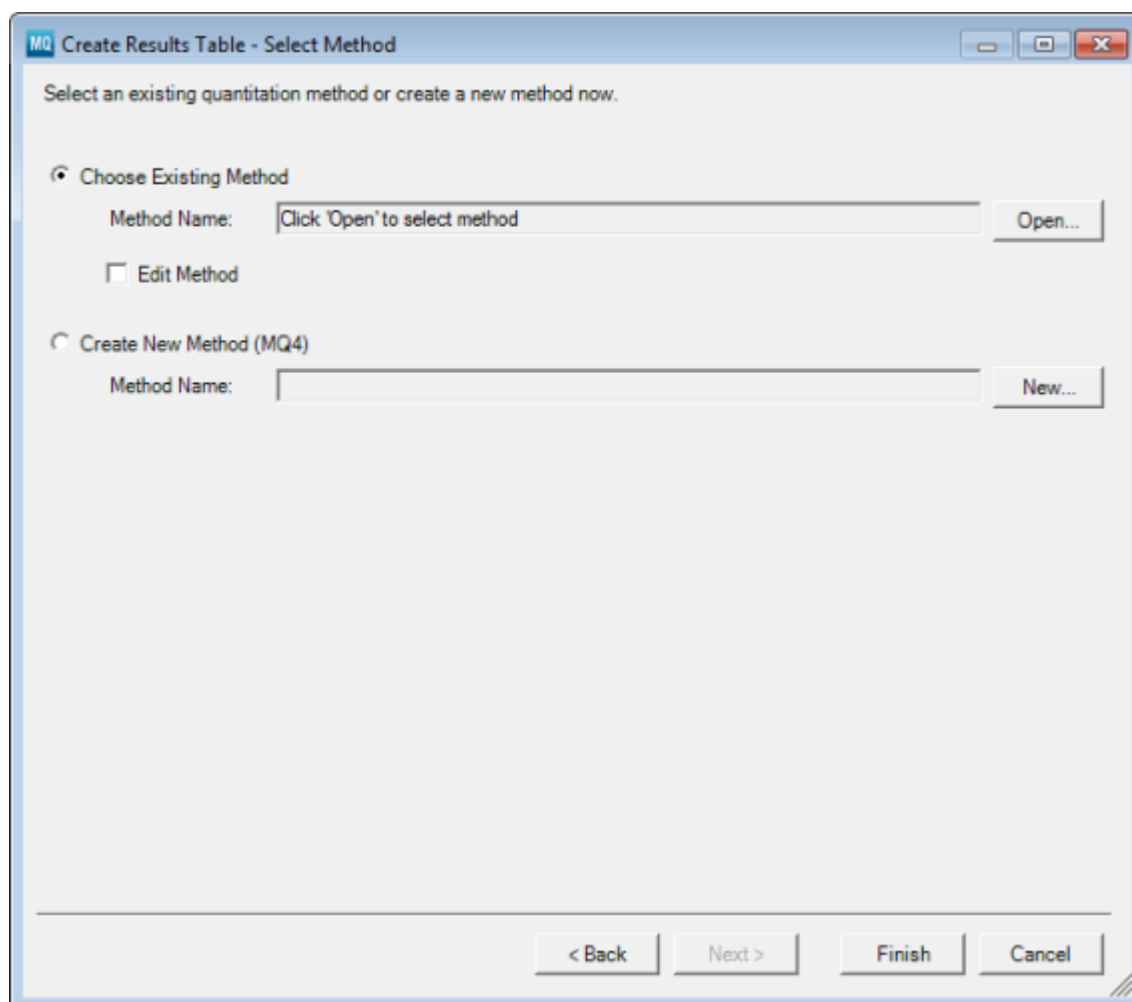 MQ Create Results Table - Select Method
Select an existing quantitation method or create a new method now.
Choose Existing Method
Method Name: Click 'Open' to select method Open...
Edit Method
Create New Method (MQ4)
Method Name: New...
< Back Next > Finish Cancel